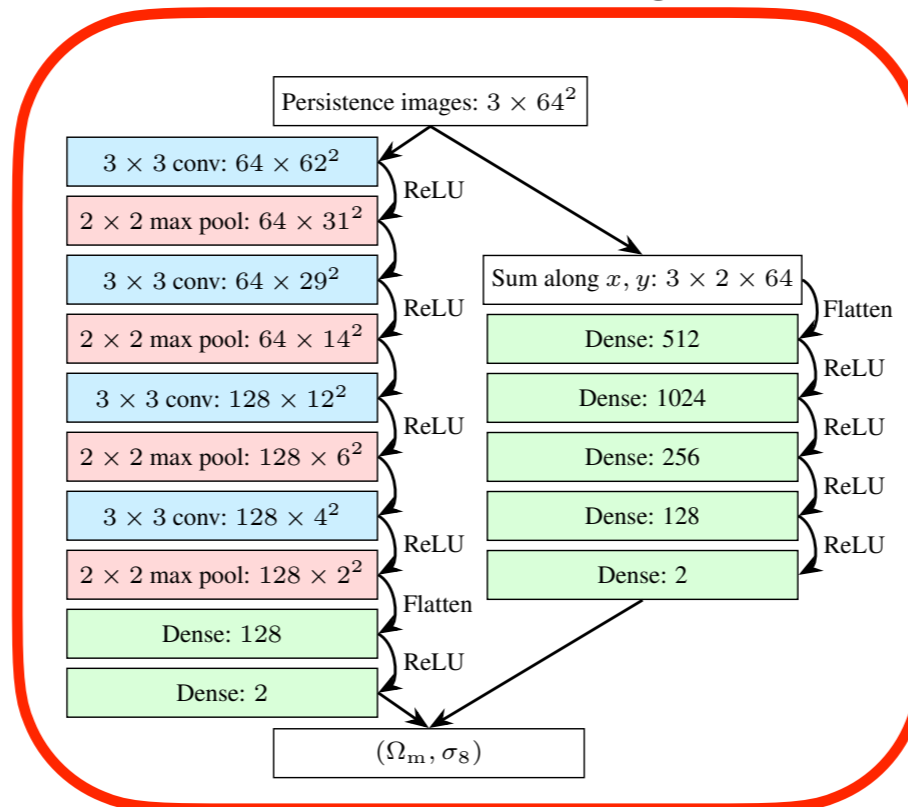 Persistence images: 3 × 64²
3 × 3 conv: 64 × 62²
ReLU
2 × 2 max pool: 64 × 31²
3 × 3 conv: 64 × 29²
ReLU
2 × 2 max pool: 64 × 14²
3 × 3 conv: 128 × 12²
ReLU
2 × 2 max pool: 128 × 6²
3 × 3 conv: 128 × 4²
ReLU
2 × 2 max pool: 128 × 2²
Flatten
Dense: 128
ReLU
Dense: 2
Sum along x, y: 3 × 2 × 64
Flatten
Dense: 512
ReLU
Dense: 1024
ReLU
Dense: 256
ReLU
Dense: 128
ReLU
Dense: 2
(Ωₘ, σ₈)